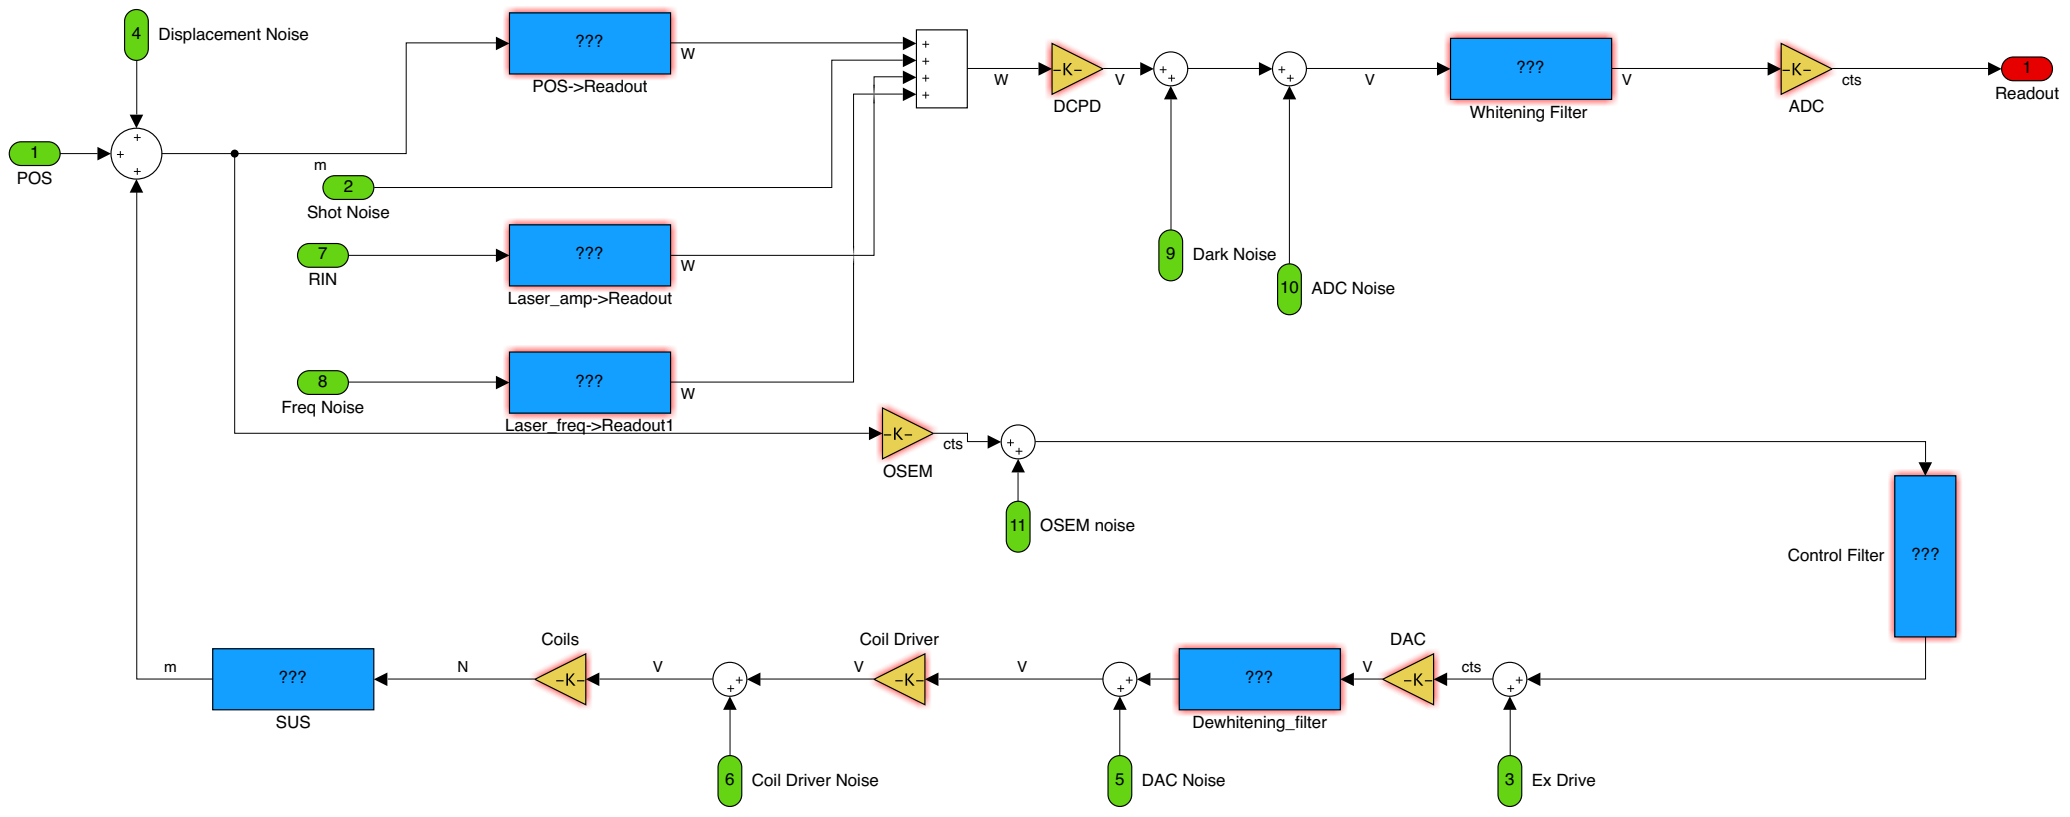 4
Displacement Noise
1
POS
+
+
+
m
???
W
POS->Readout
2
Shot Noise
7
RIN
???
W
Laser_amp->Readout
8
Freq Noise
???
W
Laser_freq->Readout1
+
+
+
+
W
-K-
V
DCPD
+
+
9
Dark Noise
+
+
10
ADC Noise
V
???
V
Whitening Filter
-K-
cts
ADC
1
Readout
-K-
cts
OSEM
+
+
11
OSEM noise
Control Filter
???
+
+
3
Ex Drive
cts
DAC
-K-
V
???
Dewhitening_filter
+
+
5
DAC Noise
V
Coil Driver
-K-
V
+
+
6
Coil Driver Noise
V
Coils
-K-
N
???
SUS
m